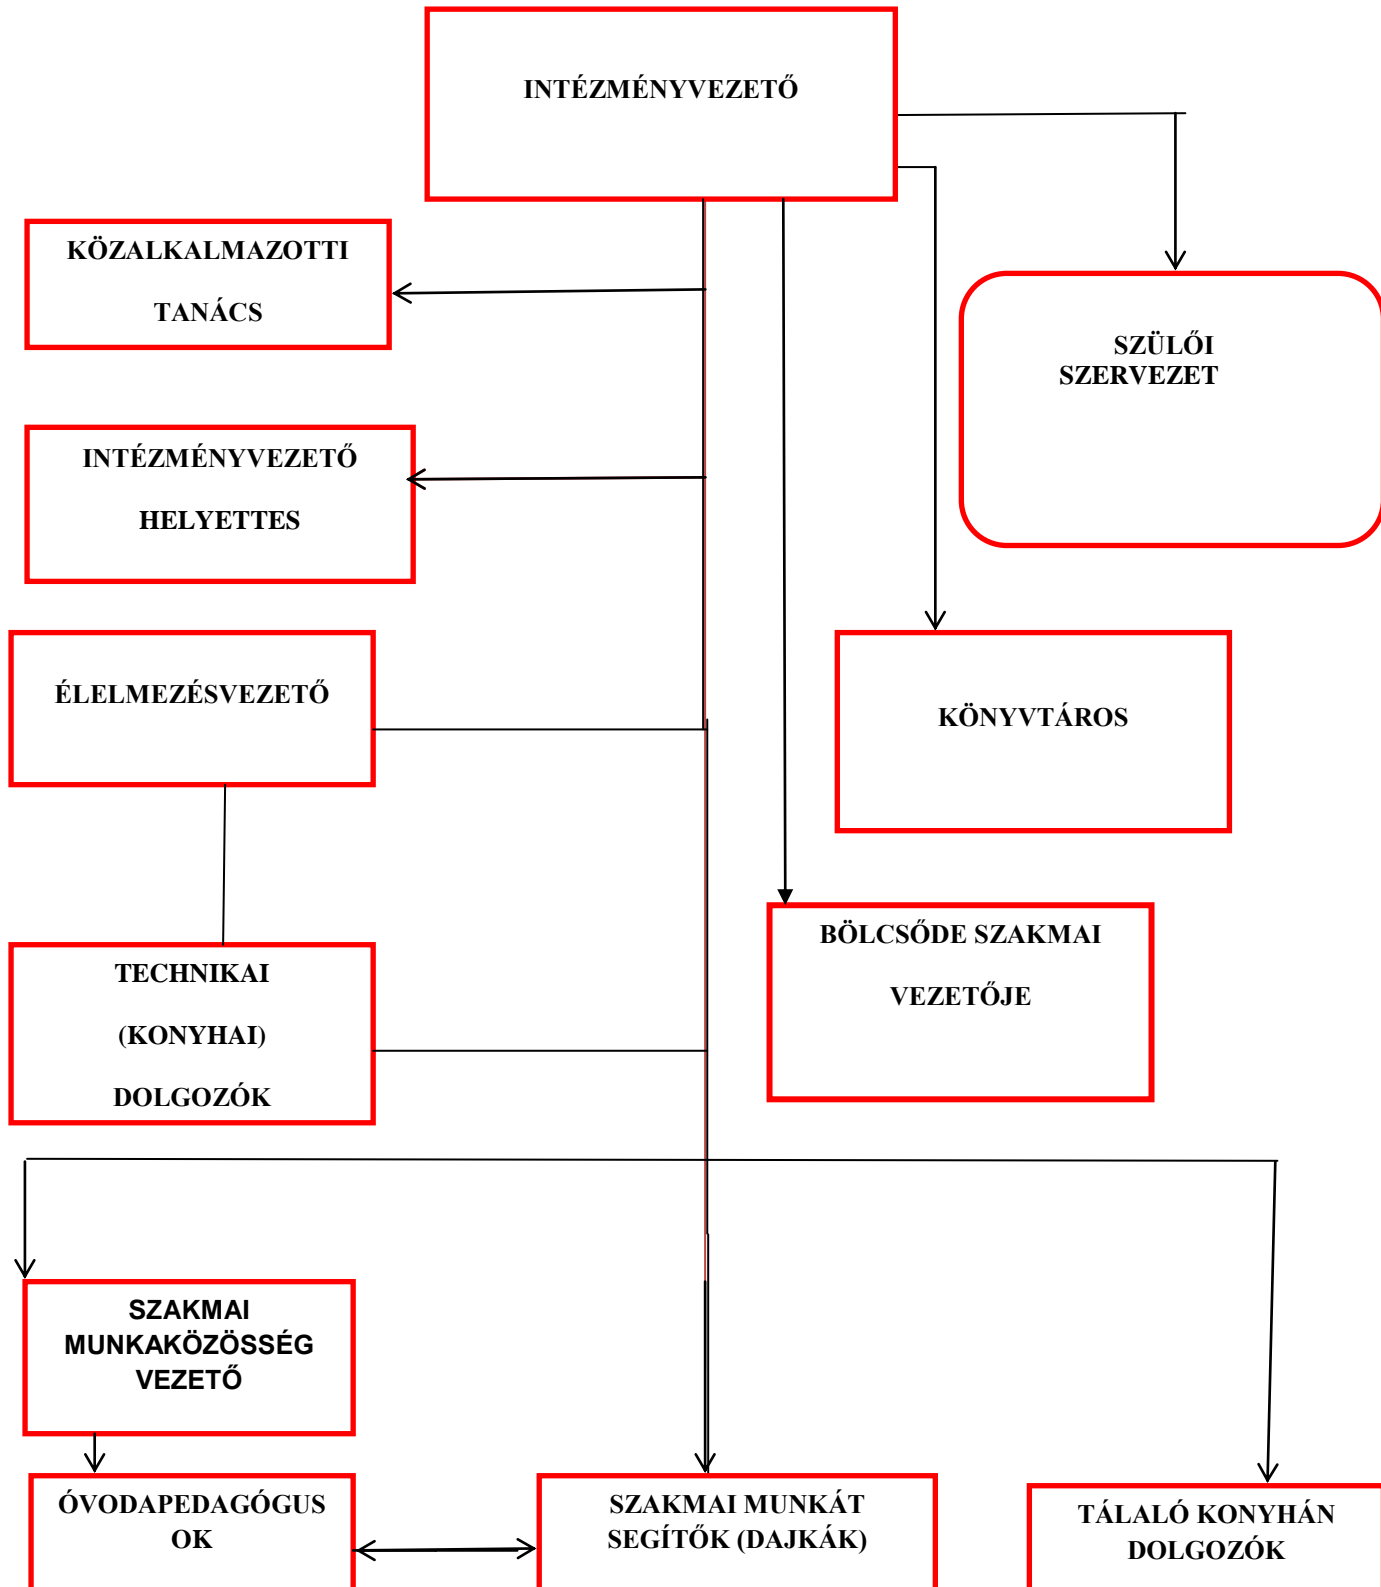 INTÉZMÉNYVEZETŐ
KÖZALKALMAZOTTI
TANÁCS
SZÜLŐI
SZERVEZET
INTÉZMÉNYVEZETŐ
HELYETTES
ÉLELMEZÉSVEZETŐ
KÖNYVTÁROS
BÖLCSŐDE SZAKMAI
VEZETŐJE
TECHNIKAI
(KONYHAI)
DOLGOZÓK
SZAKMAI
MUNKAKÖZÖSSÉG
VEZETŐ
ÓVODAPEDAGÓGUS
OK
SZAKMAI MUNKÁT
SEGÍTŐK (DAJKÁK)
TÁLALÓ KONYHÁN
DOLGOZÓK